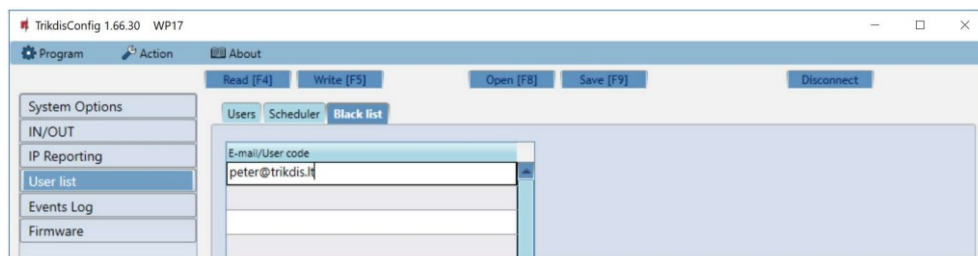 TrikdisConfig 1.66.30 WP17
Program Action About
Read [F4] Write [F5] Open [F8] Save [F9] Disconnect
System Options
IN/OUT
IP Reporting
User list
Events Log
Firmware
Users Scheduler Black list
E-mail/User code
peter@trikdis.lt